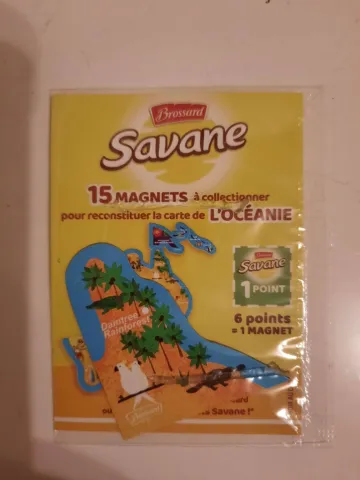 Brossard
Savane
15 MAGNETS à collectionner
pour reconstituer la carte de L'OCÉANIE
Brossard
Savane
1 POINT
6 points
= 1 MAGNET
Daintree
Rainforest
Savane !"